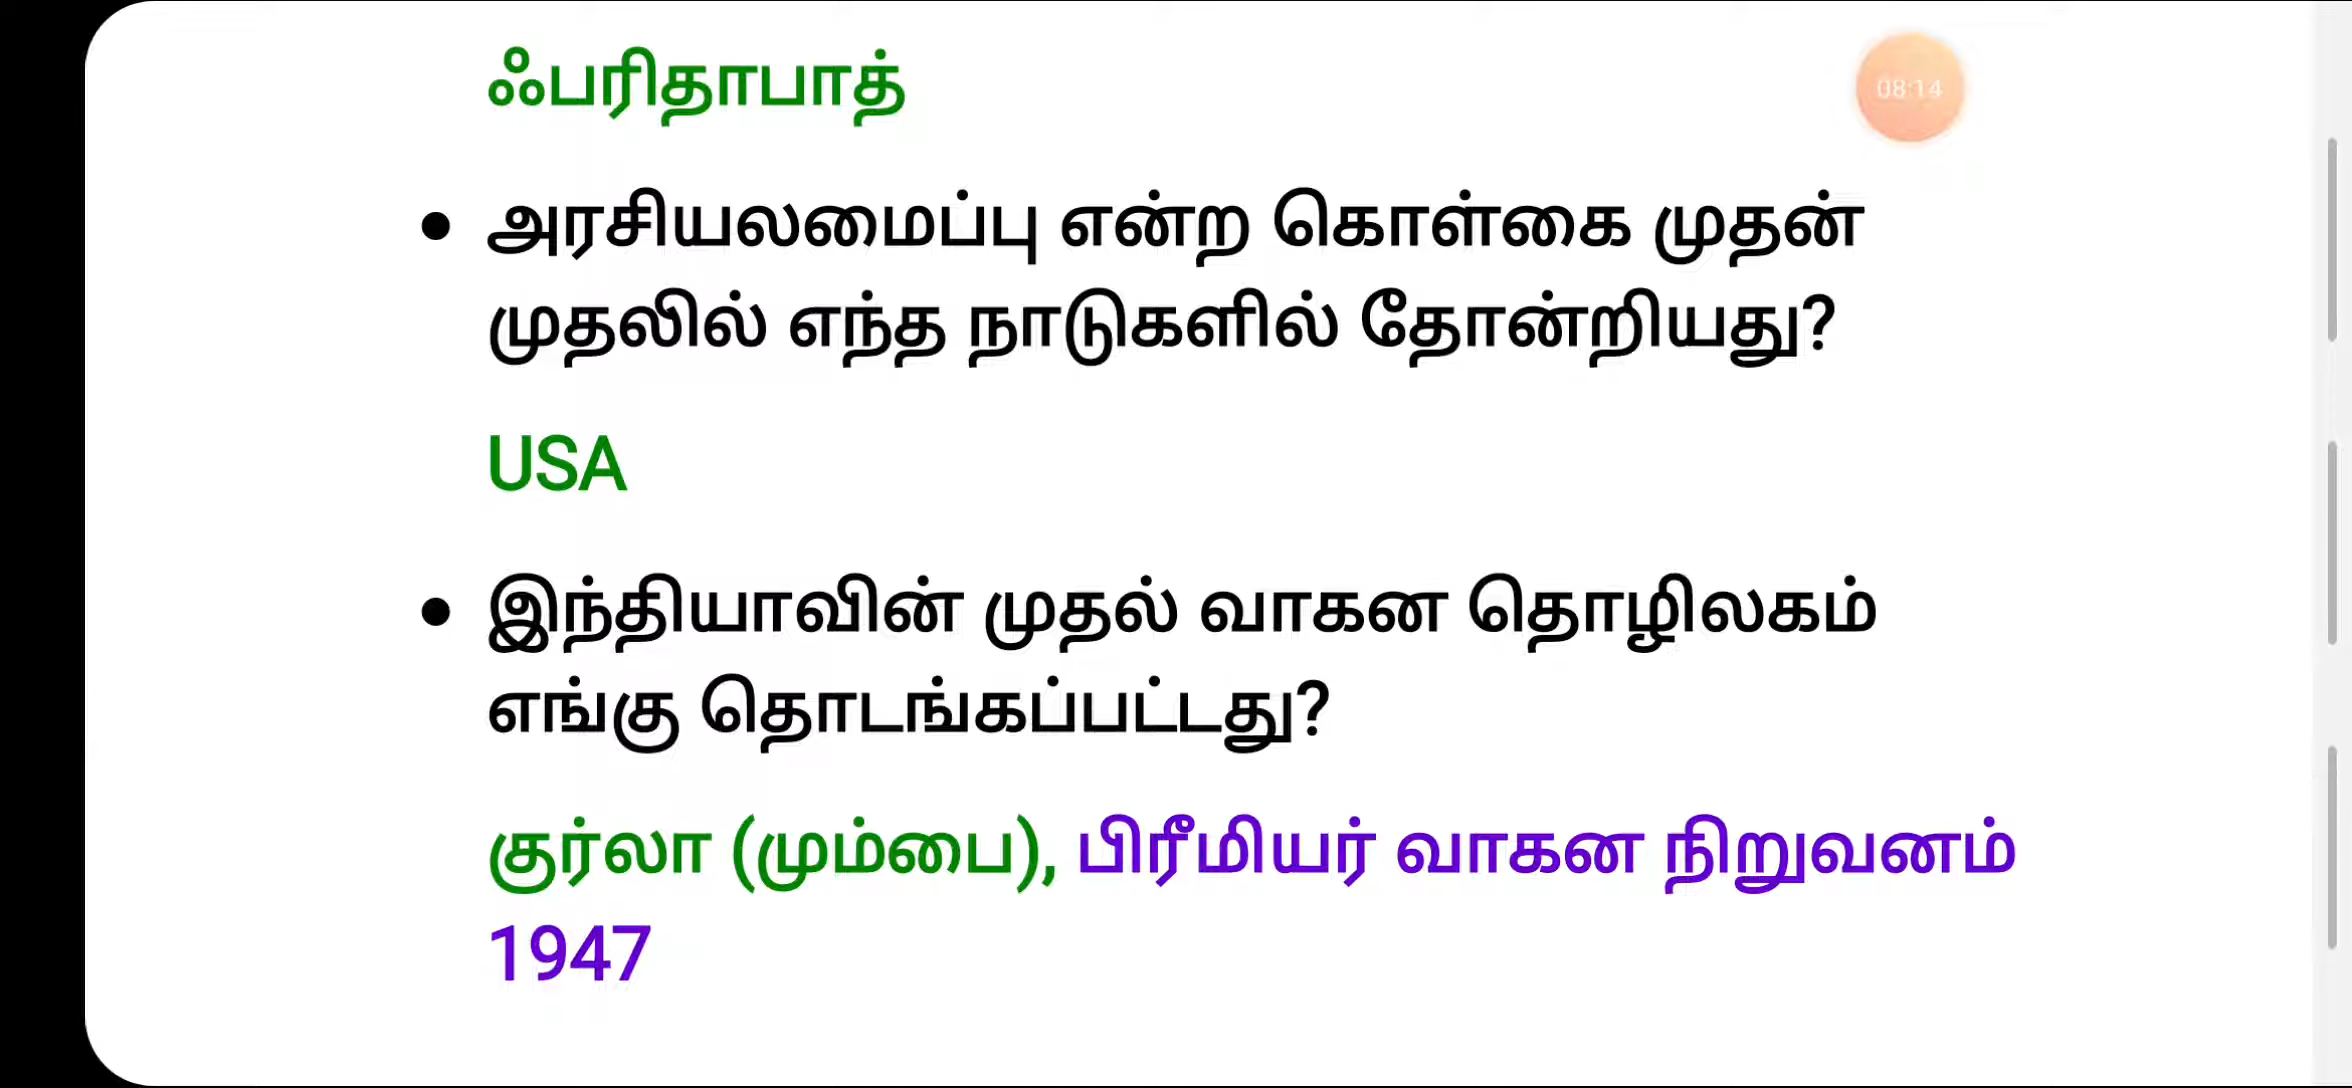 ஃபரிதாபாத்
08:14
• அரசியலமைப்பு என்ற கொள்கை முதன்
முதலில் எந்த நாடுகளில் தோன்றியது?
USA
• இந்தியாவின் முதல் வாகன தொழிலகம்
எங்கு தொடங்கப்பட்டது?
குர்லா (மும்பை), பிரீமியர் வாகன நிறுவனம்
1947